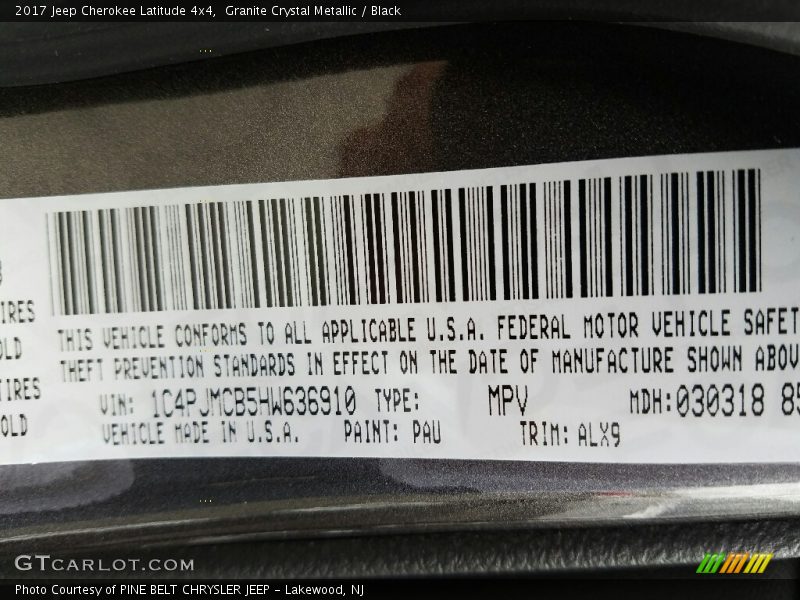 2017 Jeep Cherokee Latitude 4x4,  Granite Crystal Metallic / Black
IRES
OLD
TIRES
OLD
THIS VEHICLE CONFORMS TO ALL APPLICABLE U.S.A. FEDERAL MOTOR VEHICLE SAFET
THEFT PREVENTION STANDARDS IN EFFECT ON THE DATE OF MANUFACTURE SHOWN ABOV
VIN: 1C4PJMCB5HW636910 TYPE: MPV MDH:030318 85
VEHICLE MADE IN U.S.A. PAINT: PAU TRIM: ALX9
GTCARLOT.COM
Photo Courtesy of PINE BELT CHRYSLER JEEP - Lakewood, NJ